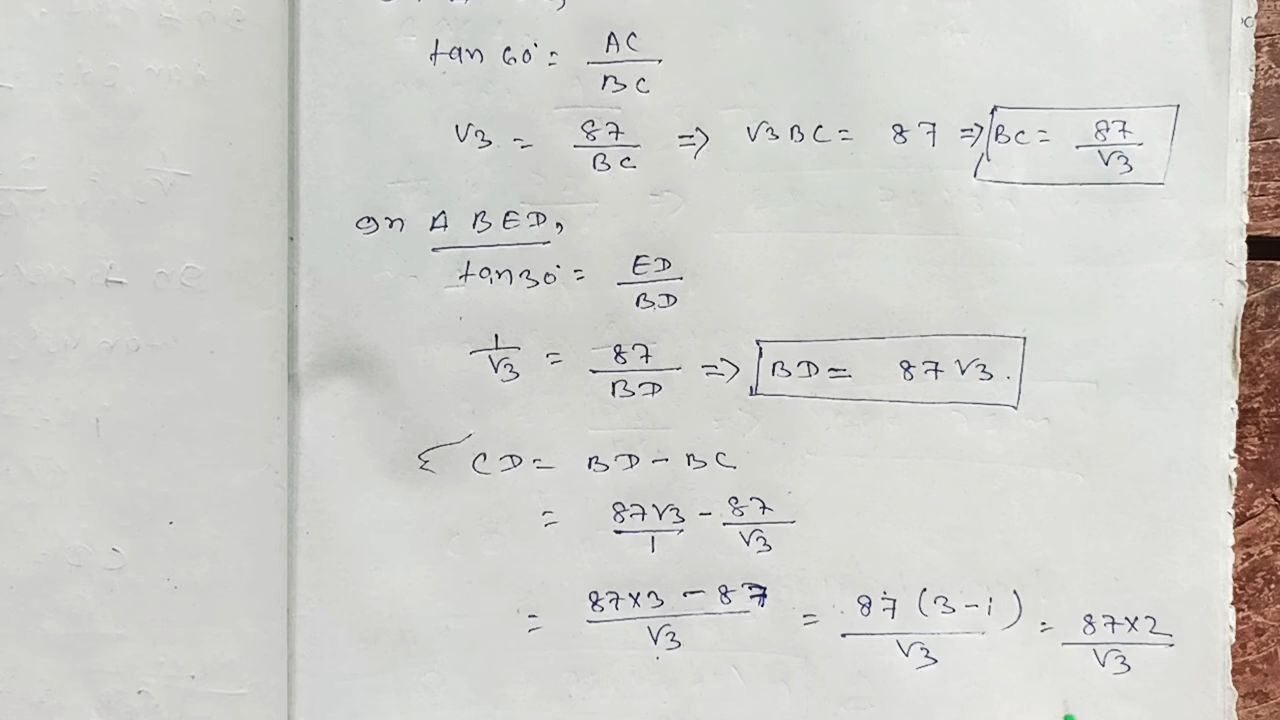 tan 60° = AC / BC
√3 = 87 / BC ⇒ √3 BC = 87 ⇒ BC = 87 / √3
In Δ BED,
tan 30° = ED / BD
1 / √3 = 87 / BD ⇒ BD = 87√3.
CD = BD - BC
= 87√3 / 1 - 87 / √3
= 87×3 - 87 / √3 = 87 (3-1) / √3 = 87×2 / √3